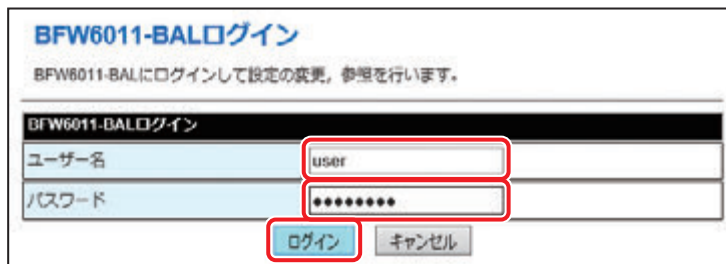 BFW6011-BALログイン
BFW6011-BALにログインして設定の変更, 参照を行います。
BFW6011-BALログイン
ユーザー名 user
パスワード ●●●●●●●●
ログイン キャンセル